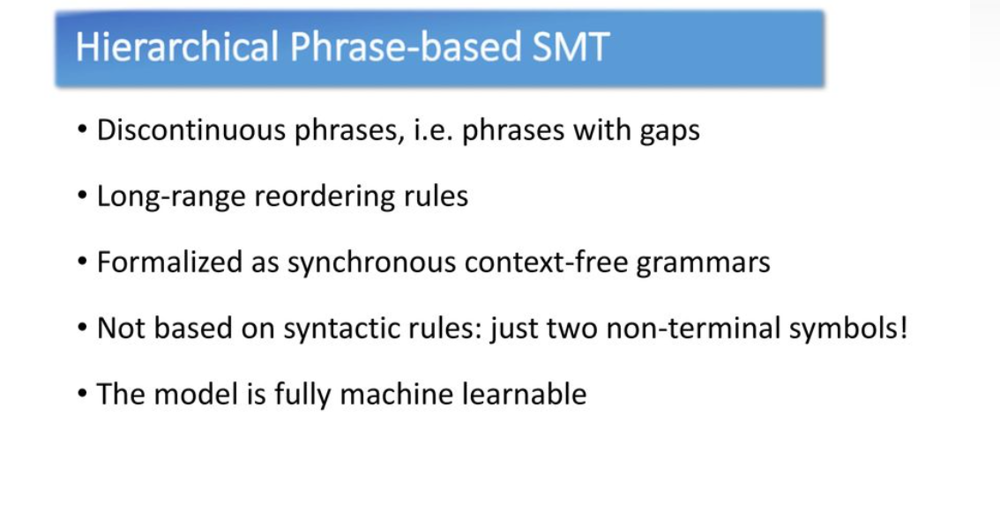 Hierarchical Phrase-based SMT
• Discontinuous phrases, i.e. phrases with gaps
• Long-range reordering rules
• Formalized as synchronous context-free grammars
• Not based on syntactic rules: just two non-terminal symbols!
• The model is fully machine learnable